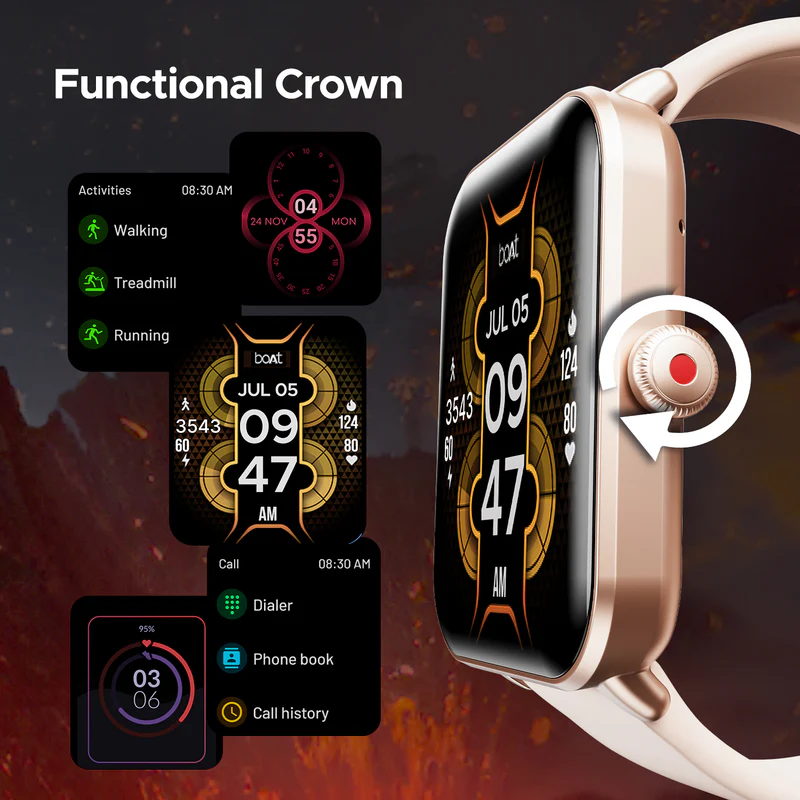 Functional Crown
Activities 08:30 AM
Walking
Treadmill
Running
04
24 NOV MON
55
boAt
JUL 05
09
47
AM
3543
60
124
80
Call 08:30 AM
Dialer
Phone book
Call history
95%
03
06
boAt
JUL 05
09
47
AM
3543
60
124
80